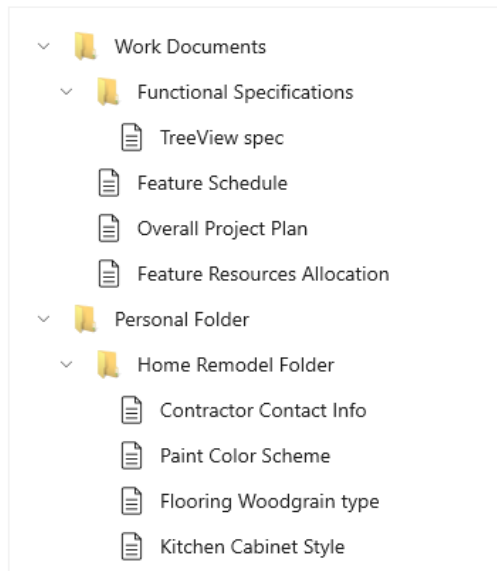 Work Documents
Functional Specifications
TreeView spec
Feature Schedule
Overall Project Plan
Feature Resources Allocation
Personal Folder
Home Remodel Folder
Contractor Contact Info
Paint Color Scheme
Flooring Woodgrain type
Kitchen Cabinet Style